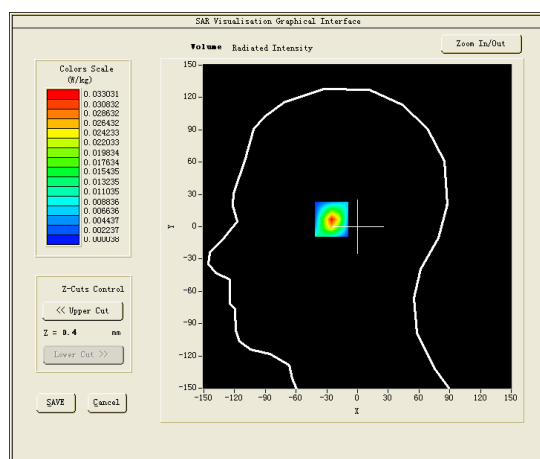 SAR Visualisation Graphical Interface
Volume Radiated Intensity
Zoom In/Out
Colors Scale
(W/kg)
0.033031
0.030832
0.028632
0.026432
0.024233
0.022033
0.019834
0.017634
0.015435
0.013235
0.011035
0.008836
0.006636
0.004437
0.002237
0.000038
Z-Cuts Control
<< Upper Cut
Z = 0.4 mm
Lower Cut >>
SAVE Cancel
150
120
90
60
30
0
-30
-60
-90
-120
-150
Y
-150 -120 -90 -60 -30 0 30 60 90 120 150
X